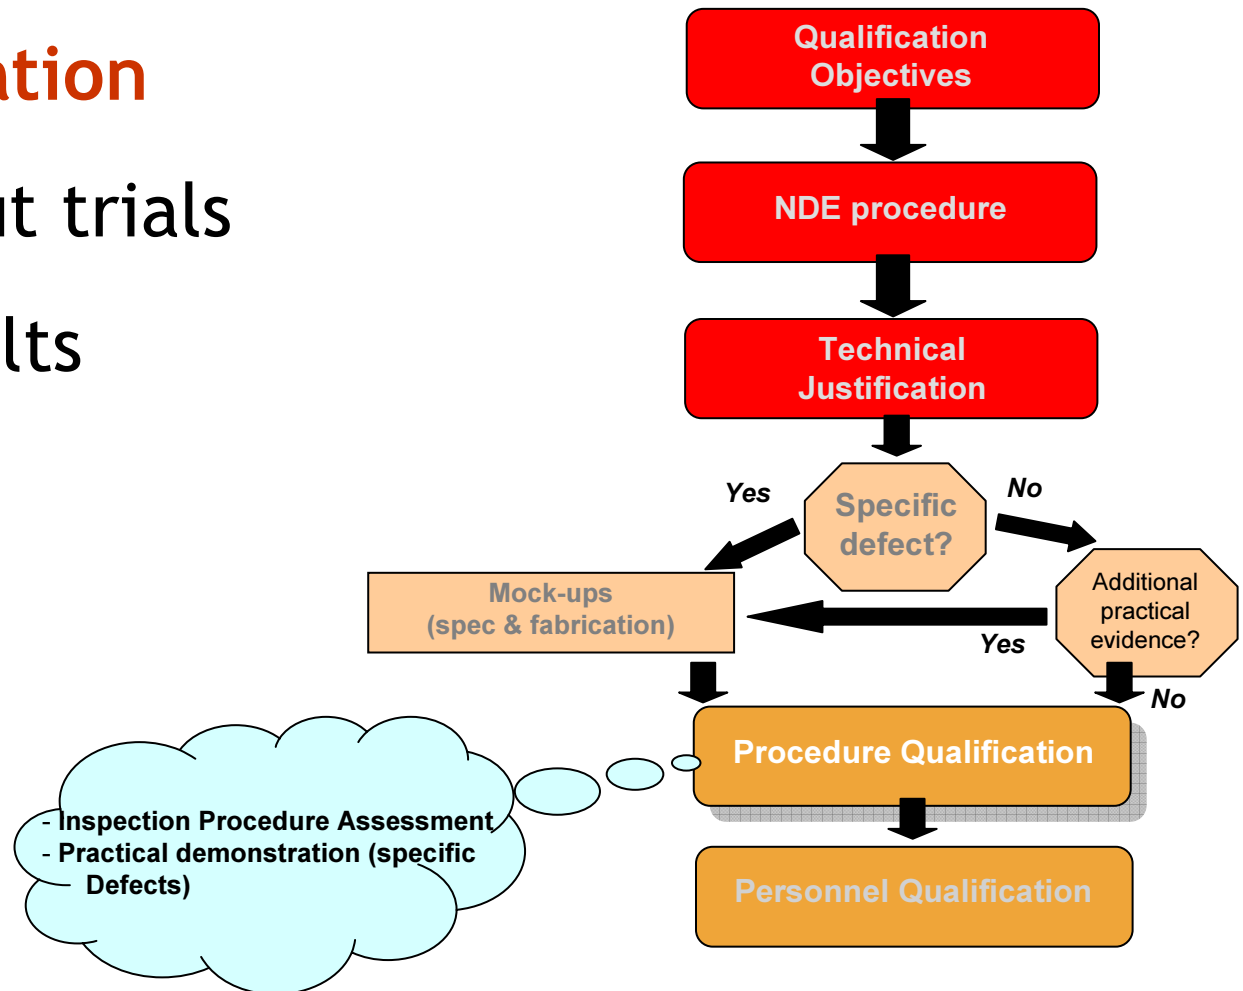 Qualification
Objectives
NDE procedure
Technical
Justification
Yes
Specific
defect?
No
Mock-ups
(spec & fabrication)
Additional
practical
evidence?
Yes
No
Procedure Qualification
- Inspection Procedure Assessment
- Practical demonstration (specific
Defects)
Personnel Qualification
ation
trials